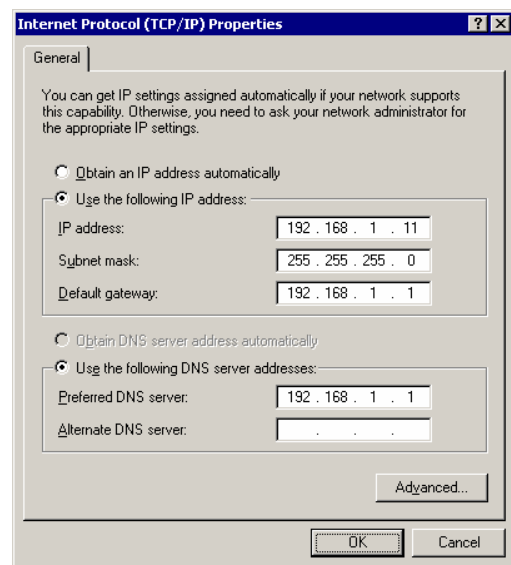 Internet Protocol (TCP/IP) Properties
General
You can get IP settings assigned automatically if your network supports
this capability. Otherwise, you need to ask your network administrator for
the appropriate IP settings.
Obtain an IP address automatically
Use the following IP address:
IP address: 192 . 168 . 1 . 11
Subnet mask: 255 . 255 . 255 . 0
Default gateway: 192 . 168 . 1 . 1
Obtain DNS server address automatically
Use the following DNS server addresses:
Preferred DNS server: 192 . 168 . 1 . 1
Alternate DNS server: . . .
Advanced...
OK Cancel